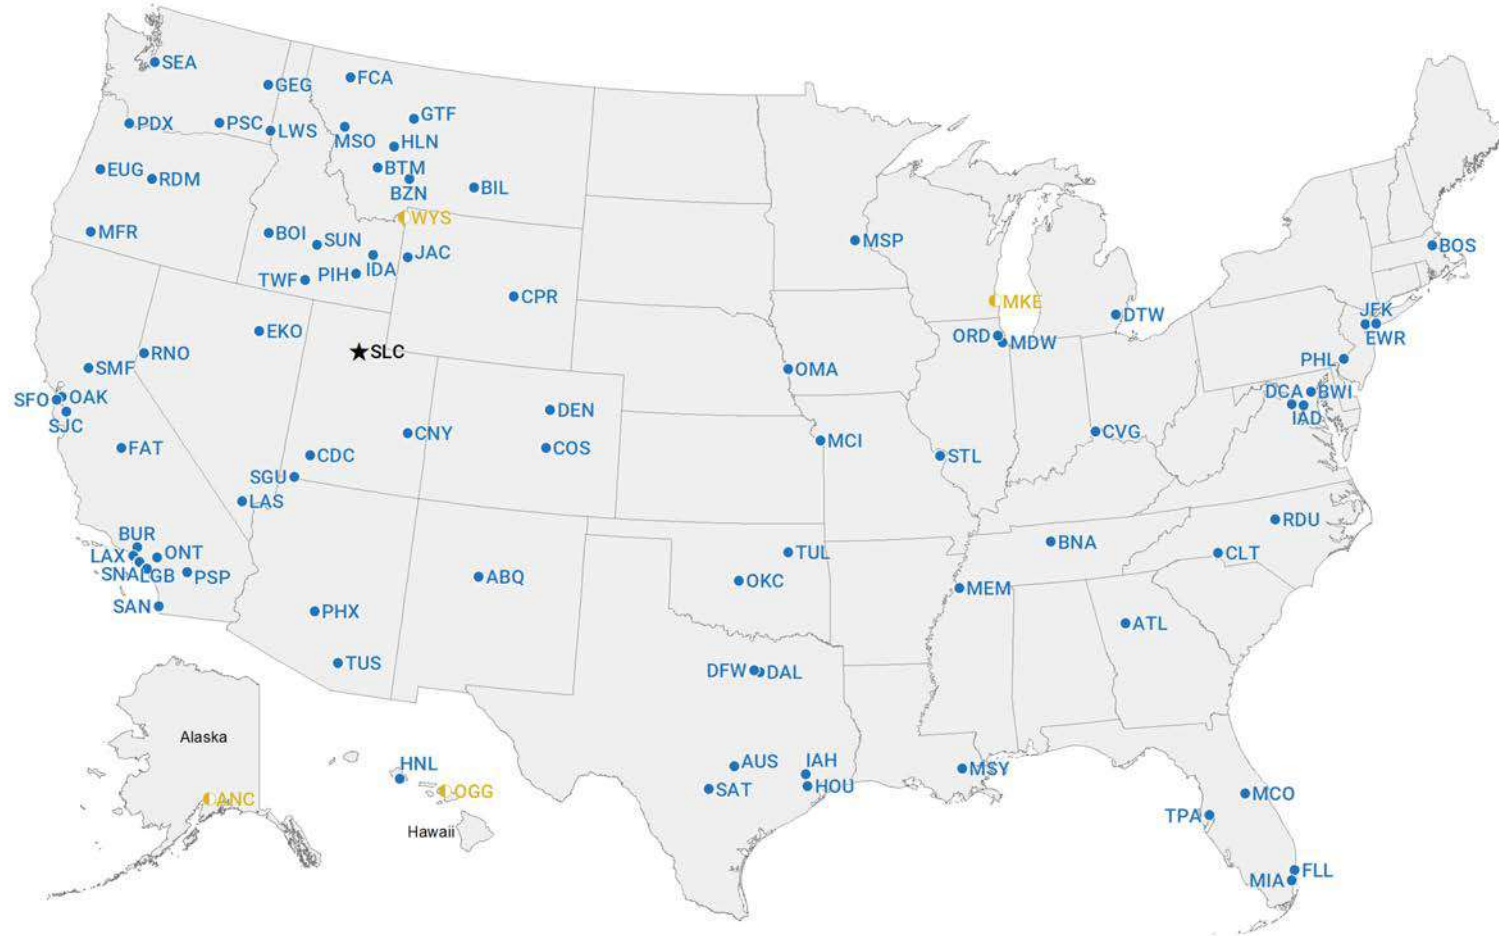 SEA
FCA
GEG
GTF
PDX
PSC
LWS
MSO
HLN
EUG
RDM
BTM
BZN
BIL
WYS
MFR
BOI
SUN
JAC
MSP
BOS
TWF
PIH
IDA
CPR
MKE
DTW
JFK
EKO
ORD
MDW
EWR
RNO
SLC
PHL
SMF
OMA
SFO
OAK
DCA
BWI
SJC
DEN
IAD
FAT
CNY
MCI
CVG
CDC
COS
STL
SGU
LAS
RDU
BUR
LAX
ONT
TUL
BNA
CLT
SNA
LGB
PSP
ABQ
OKC
MEM
SAN
PHX
ATL
TUS
DFW
DAL
Alaska
HNL
AUS
IAH
MSY
ANC
OGG
SAT
HOU
MCO
TPA
Hawaii
FLL
MIA